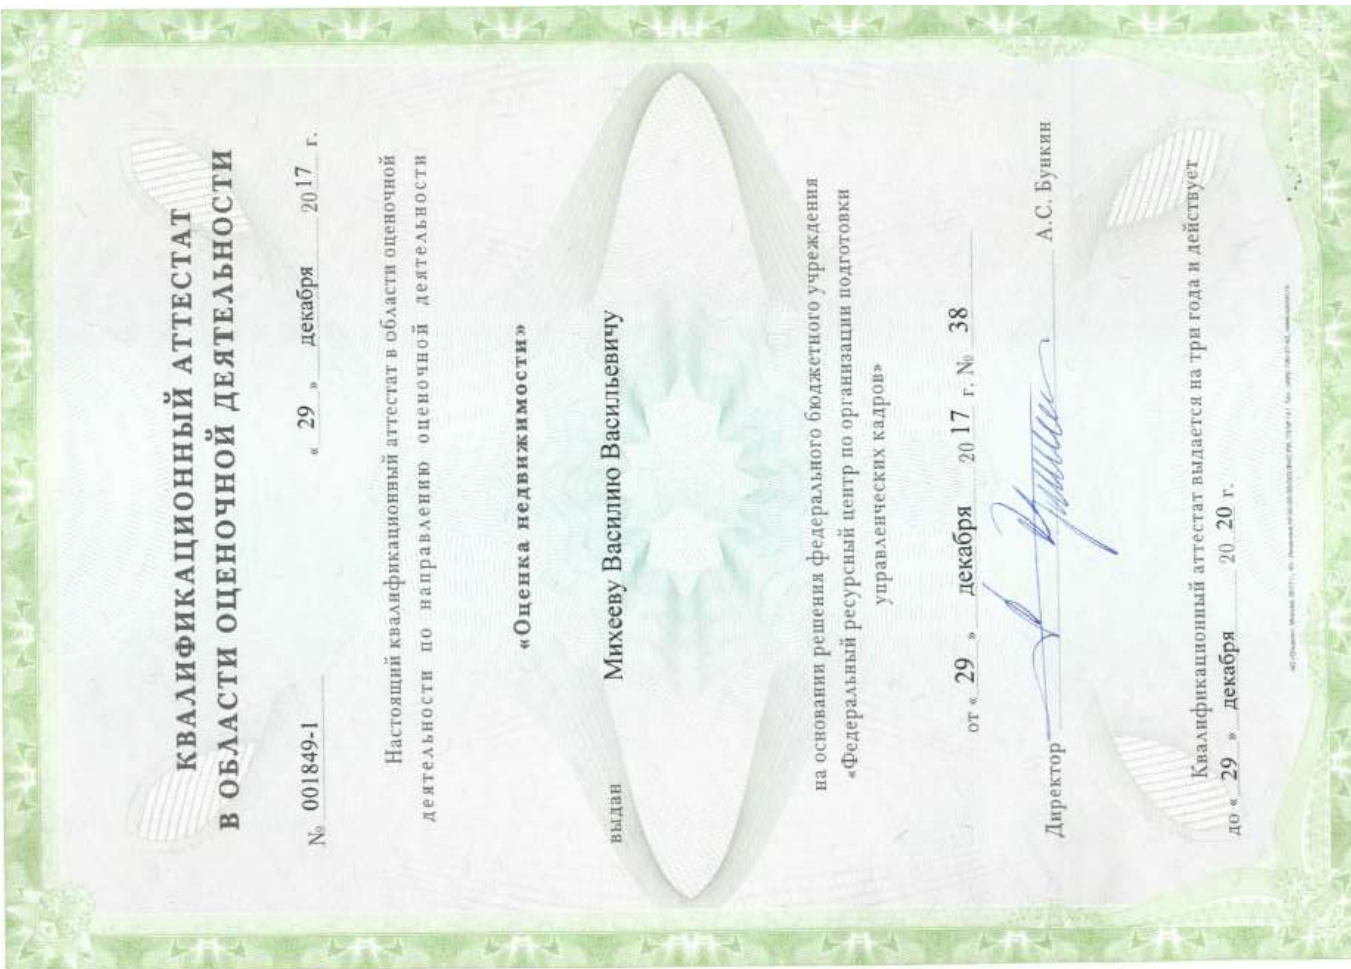 КВАЛИФИКАЦИОННЫЙ АТТЕСТАТ
В ОБЛАСТИ ОЦЕНОЧНОЙ ДЕЯТЕЛЬНОСТИ
№ 001849-1 « 29 » декабря 2017 г.
Настоящий квалификационный аттестат в области оценочной
деятельности по направлению оценочной деятельности
«Оценка недвижимости»
выдан Михееву Василию Васильевичу
на основании решения федерального бюджетного учреждения
«Федеральный ресурсный центр по организации подготовки
управленческих кадров»
от « 29 » декабря 2017 г. № 38
Директор А.С. Бункин
Квалификационный аттестат выдается на три года и действует
до « 29 » декабря 2020 г.